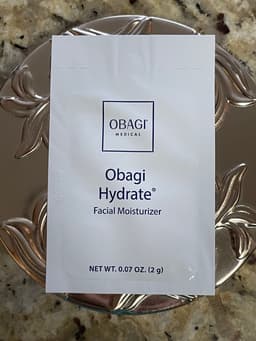 OBAGI
MEDICAL
Obagi
Hydrate®
Facial Moisturizer
NET WT. 0.07 OZ. (2 g)